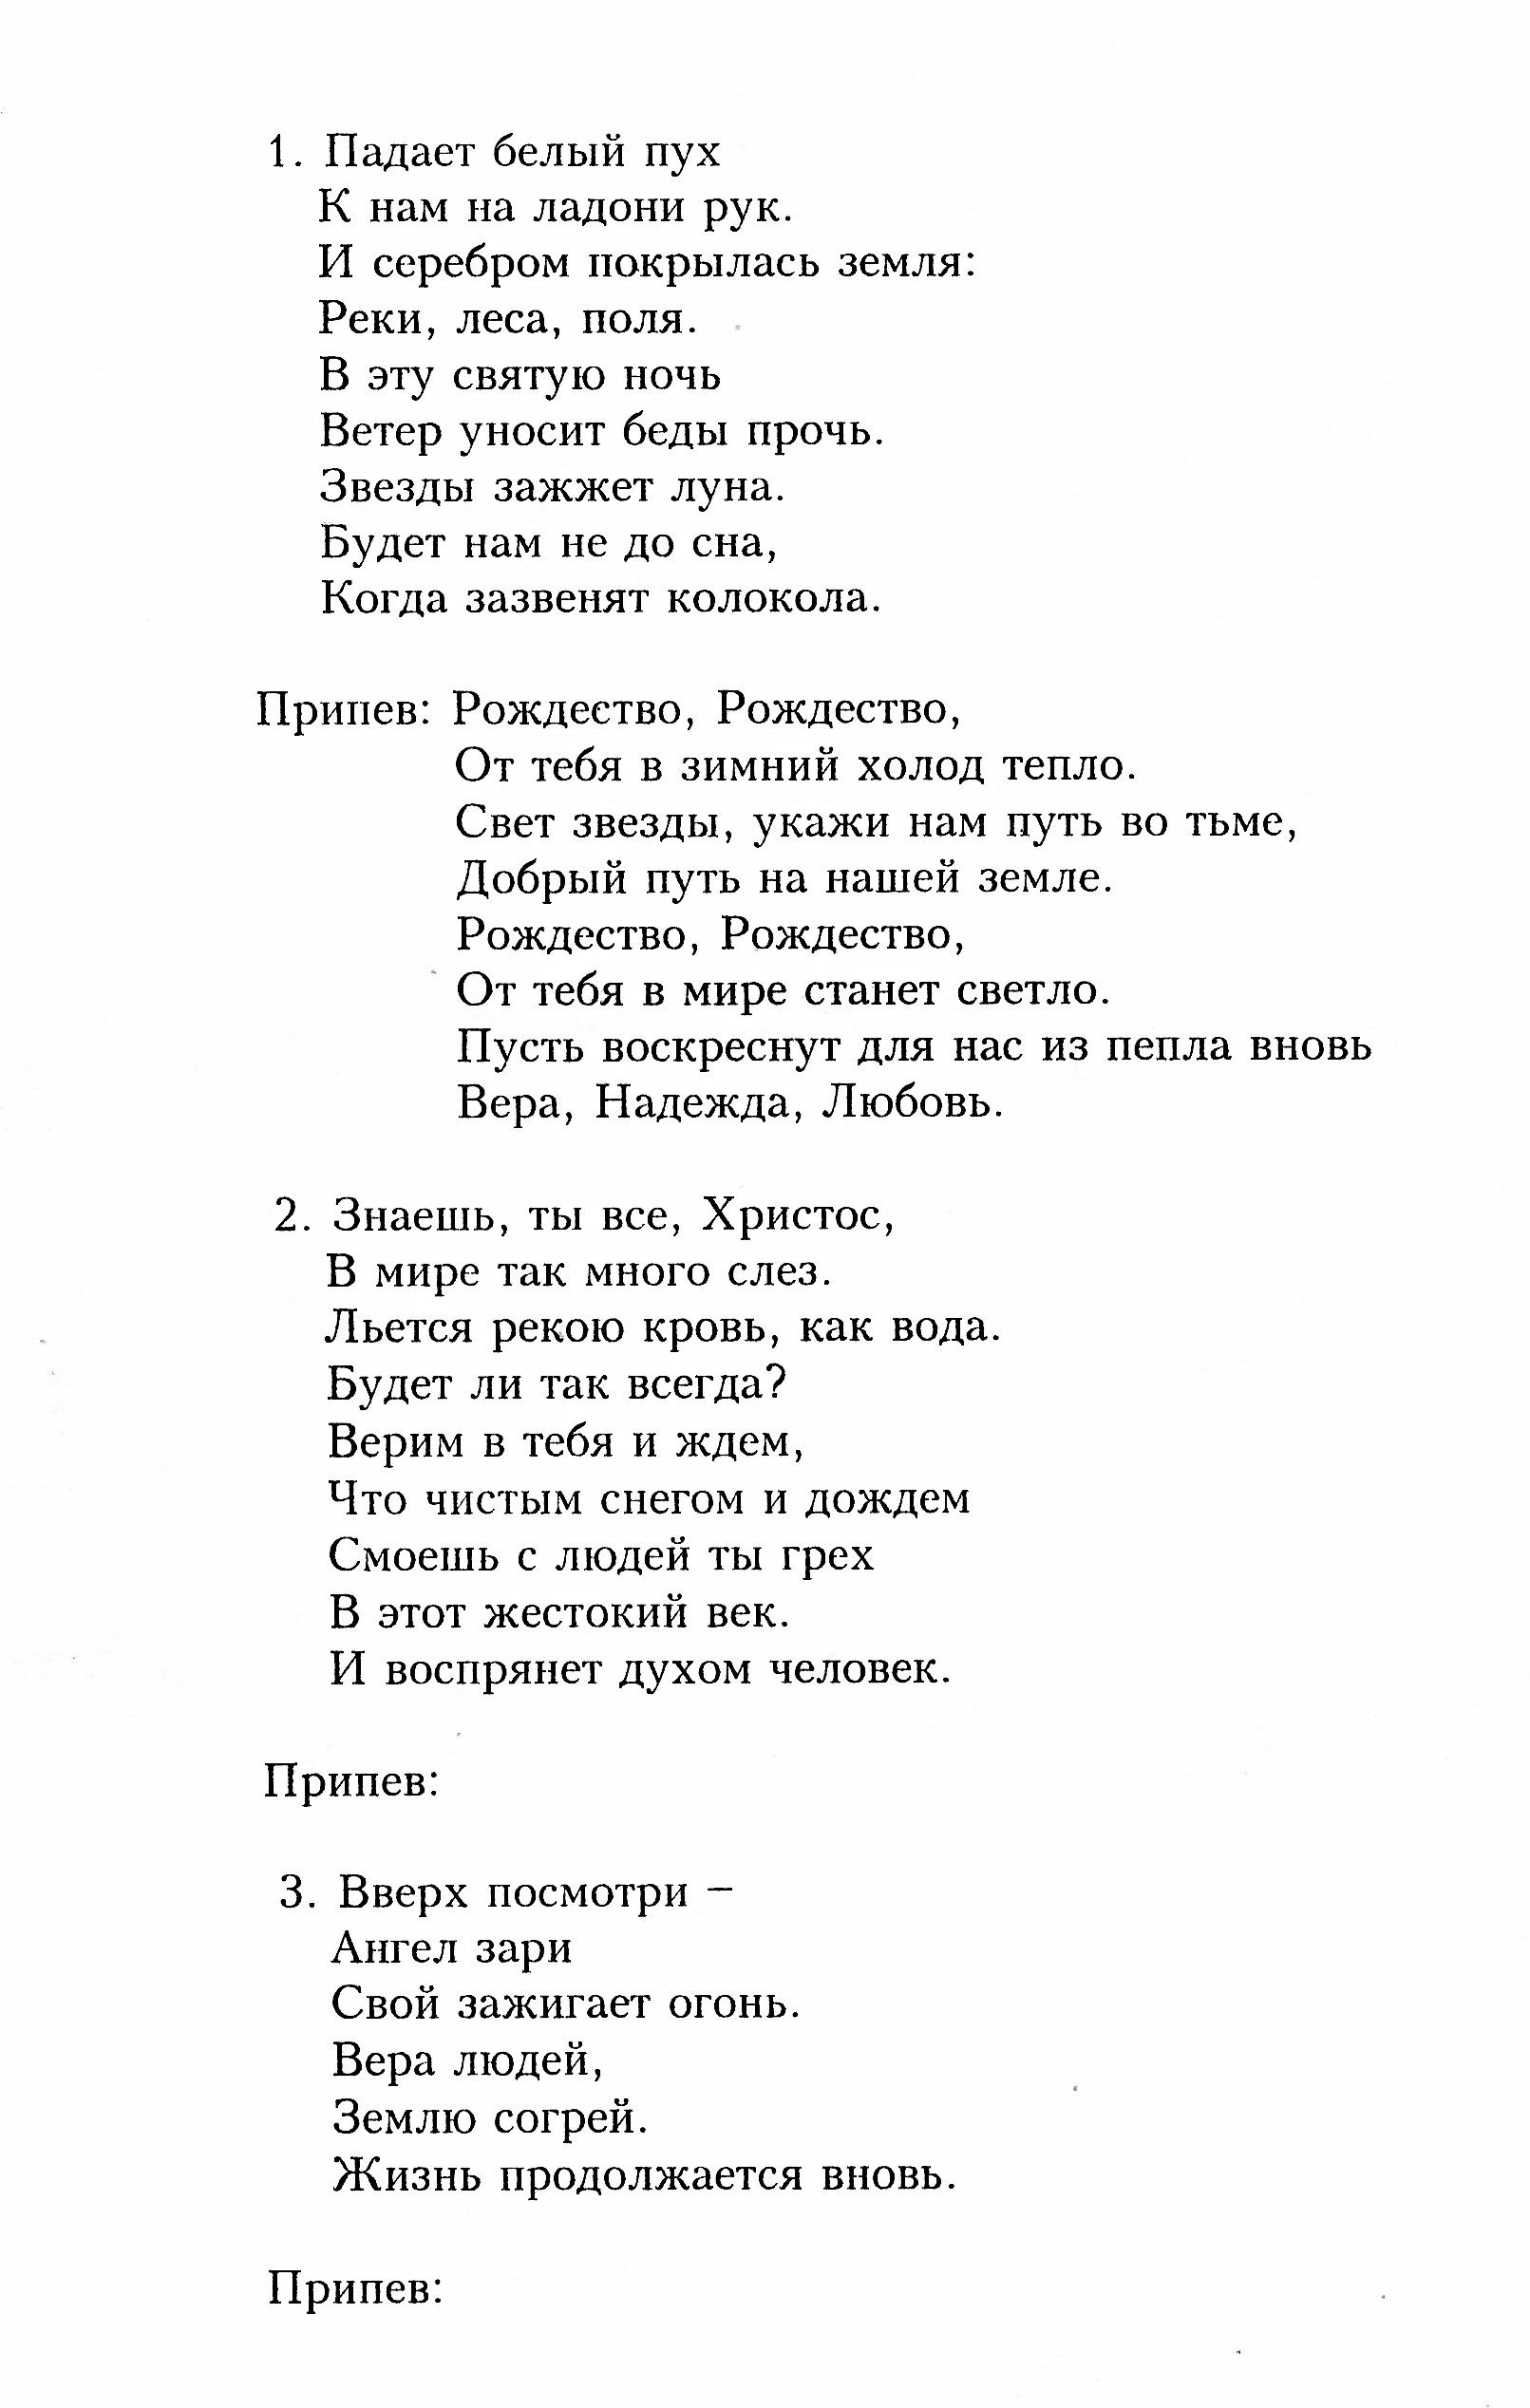 1. Падает белый пух
К нам на ладони рук.
И серебром покрылась земля:
Реки, леса, поля.
В эту святую ночь
Ветер уносит беды прочь.
Звезды зажжет луна.
Будет нам не до сна,
Когда зазвенят колокола.
Припев: Рождество, Рождество,
От тебя в зимний холод тепло.
Свет звезды, укажи нам путь во тьме,
Добрый путь на нашей земле.
Рождество, Рождество,
От тебя в мире станет светло.
Пусть воскреснут для нас из пепла вновь
Вера, Надежда, Любовь.
2. Знаешь, ты все, Христос,
В мире так много слез.
Льется рекою кровь, как вода.
Будет ли так всегда?
Верим в тебя и ждем,
Что чистым снегом и дождем
Смоешь с людей ты грех
В этот жестокий век.
И воспрянет духом человек.
Припев:
3. Вверх посмотри –
Ангел зари
Свой зажигает огонь.
Вера людей,
Землю согрей.
Жизнь продолжается вновь.
Припев: